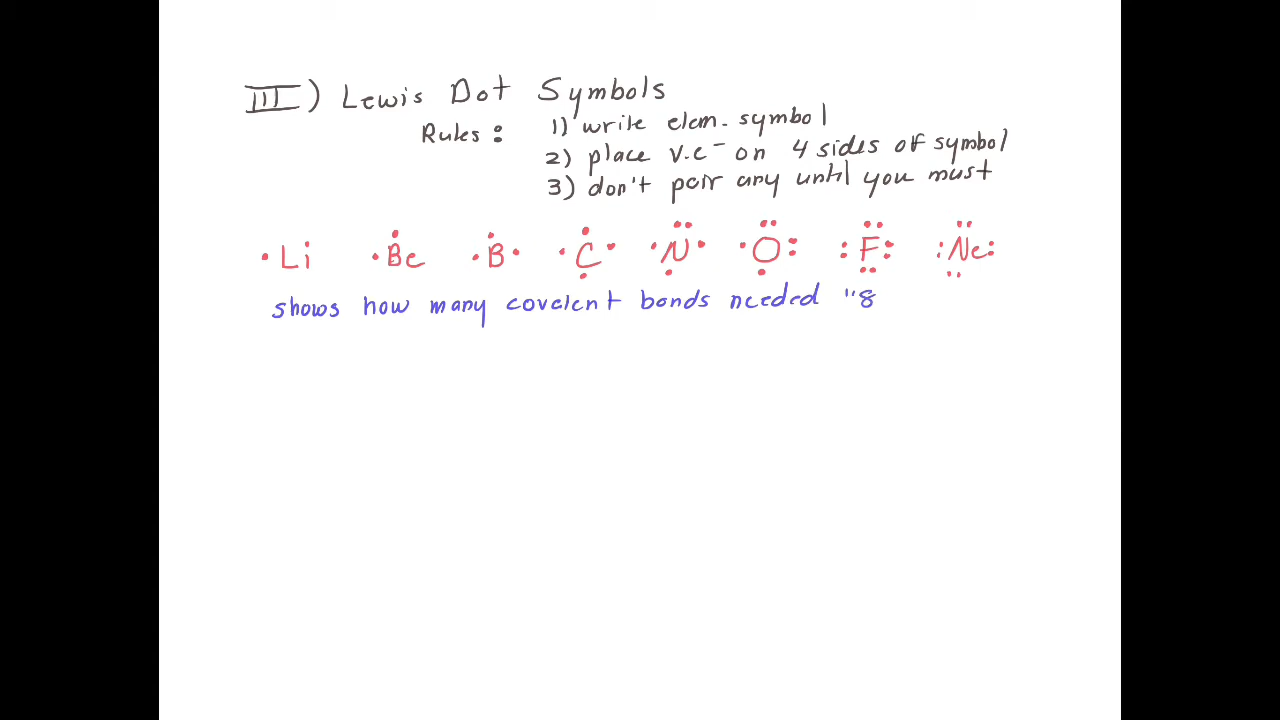 III) Lewis Dot Symbols
Rules: 1) write elem. symbol
2) place v.e⁻ on 4 sides of symbol
3) don't pair any until you must
Li Be B C N O F Ne
shows how many covalent bonds needed "8